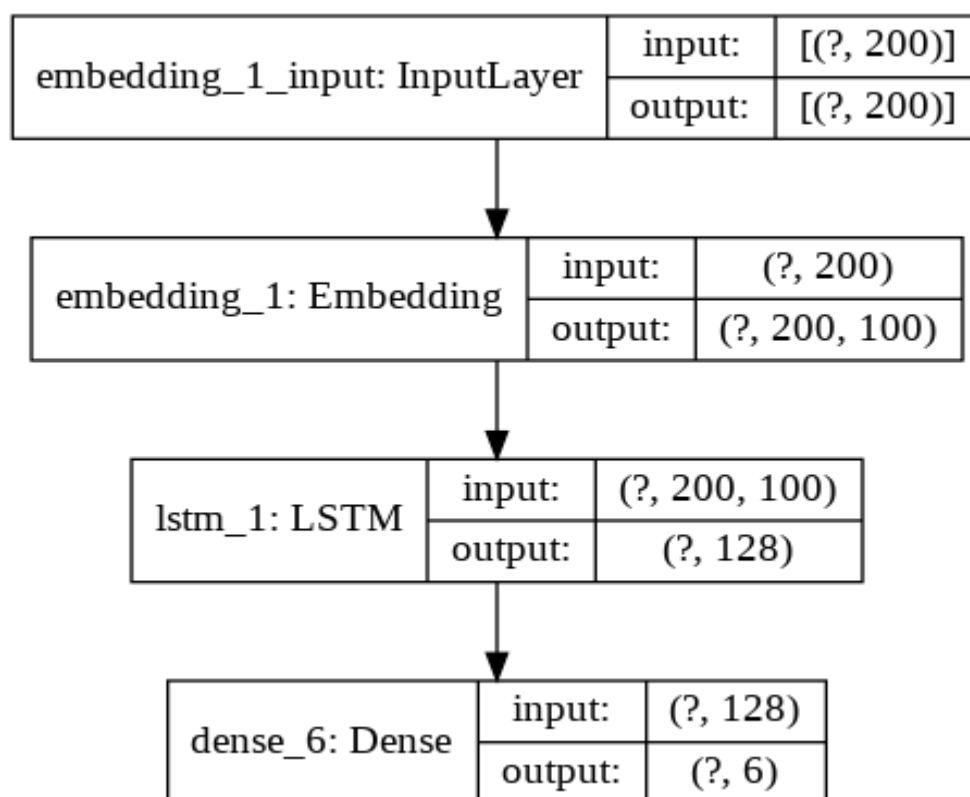 embedding_1_input: InputLayer
input: [(?, 200)]
output: [(?, 200)]
embedding_1: Embedding
input: (?, 200)
output: (?, 200, 100)
lstm_1: LSTM
input: (?, 200, 100)
output: (?, 128)
dense_6: Dense
input: (?, 128)
output: (?, 6)